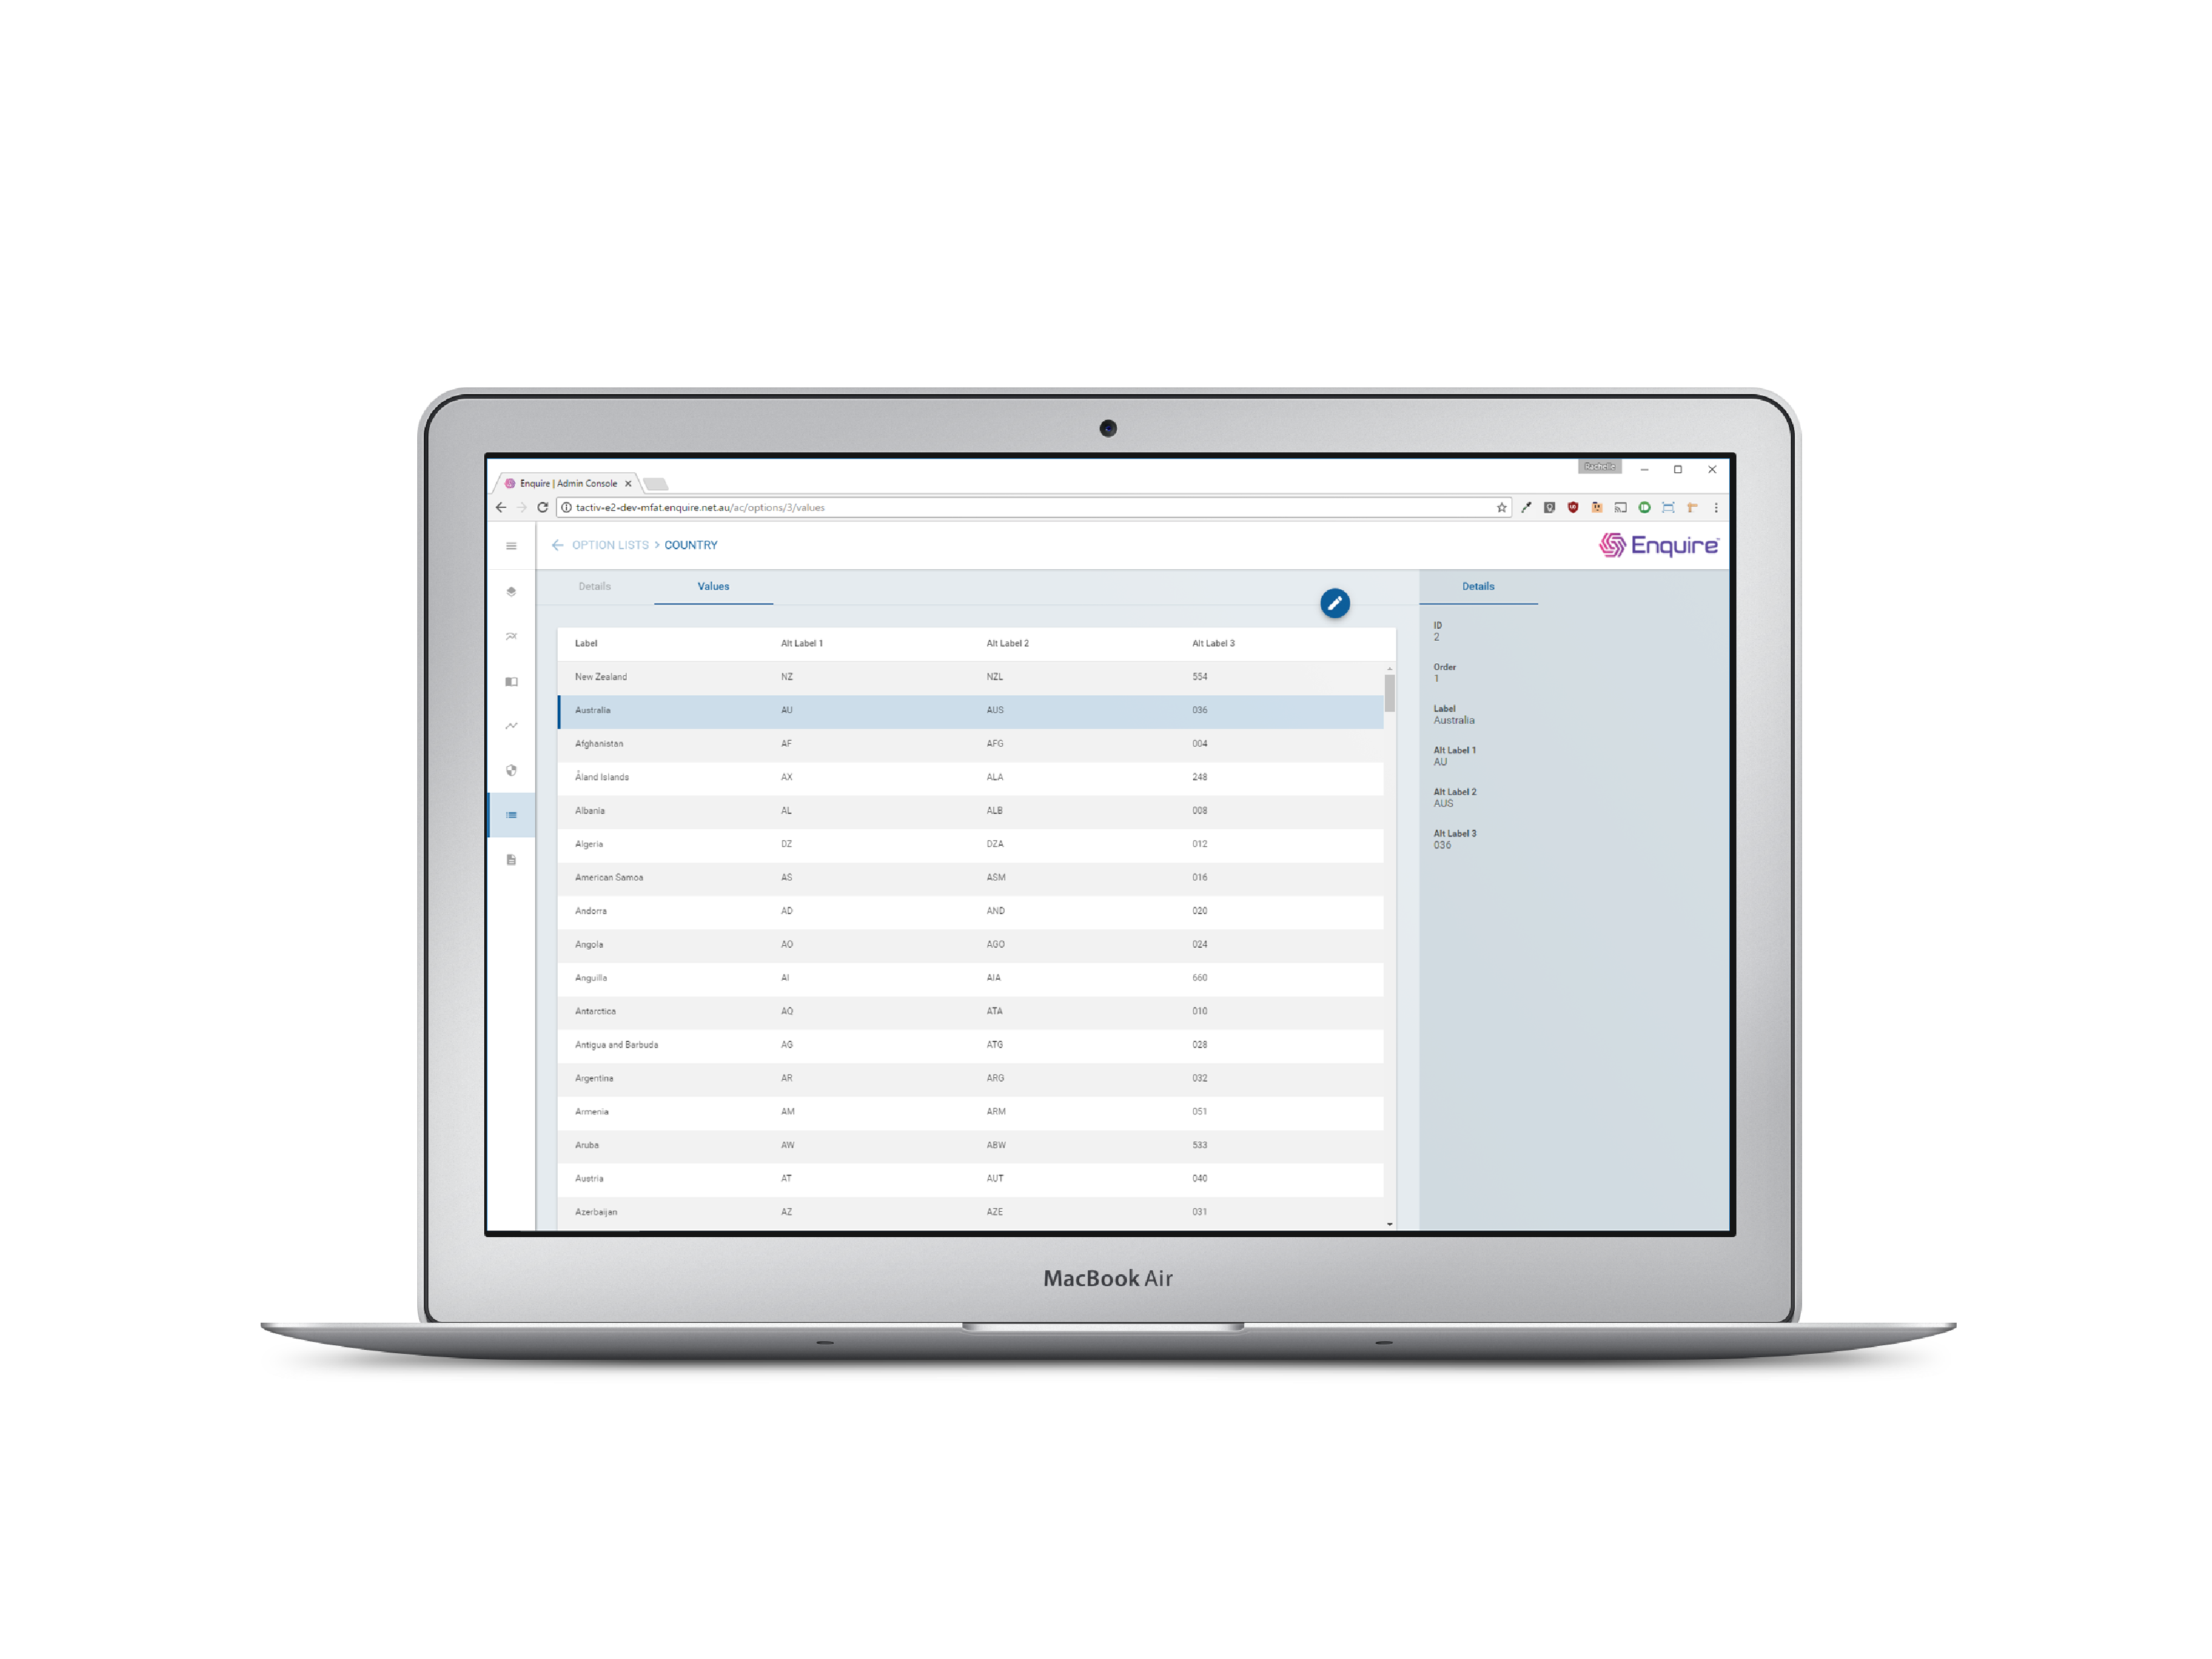 Rachelle
Enquire | Admin Console
tactiv-e2-dev-mfat.enquire.net.au/ac/options/3/values
OPTION LISTS > COUNTRY
Enquire
Details Values
Details
Label Alt Label 1 Alt Label 2 Alt Label 3
New Zealand NZ NZL 554
Australia AU AUS 036
Afghanistan AF AFG 004
Åland Islands AX ALA 248
Albania AL ALB 008
Algeria DZ DZA 012
American Samoa AS ASM 016
Andorra AD AND 020
Angola AO AGO 024
Anguilla AI AIA 660
Antarctica AQ ATA 010
Antigua and Barbuda AG ATG 028
Argentina AR ARG 032
Armenia AM ARM 051
Aruba AW ABW 533
Austria AT AUT 040
Azerbaijan AZ AZE 031
ID
2
Order
1
Label
Australia
Alt Label 1
AU
Alt Label 2
AUS
Alt Label 3
036
MacBook Air